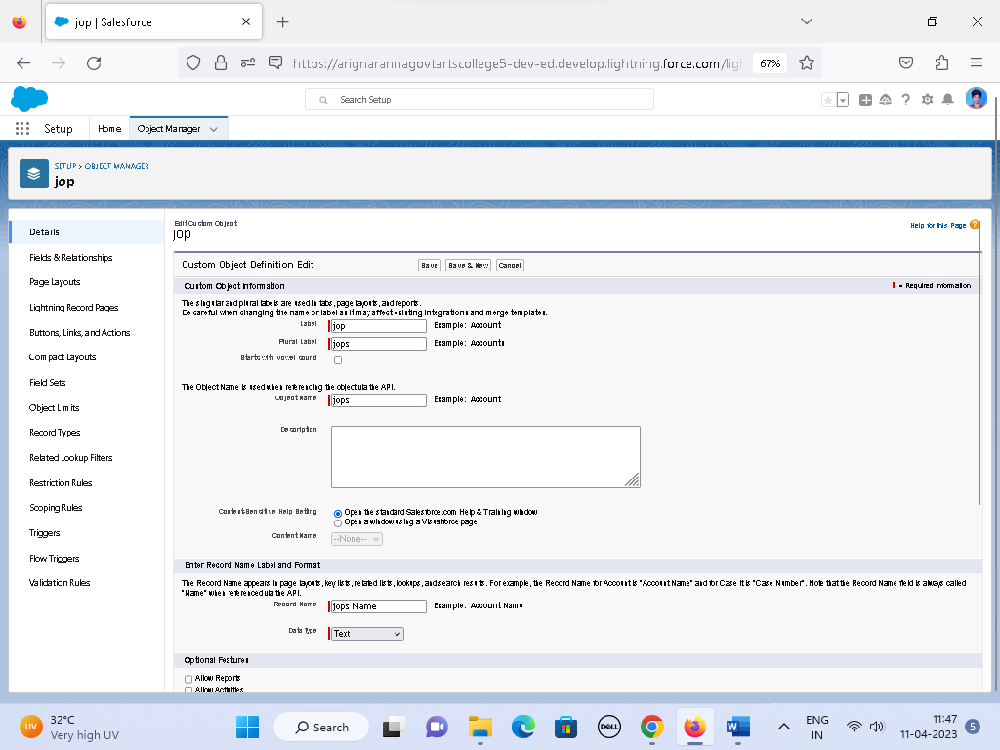 jop | Salesforce
https://arignarannagovtartscollege5-dev-ed.develop.lightning.force.com/ligh
67%
Search Setup
Setup
Home
Object Manager
SETUP > OBJECT MANAGER
jop
Details
Fields & Relationships
Page Layouts
Lightning Record Pages
Buttons, Links, and Actions
Compact Layouts
Field Sets
Object Limits
Record Types
Related Lookup Filters
Restriction Rules
Scoping Rules
Triggers
Flow Triggers
Validation Rules
Edit Custom Object
jop
Help for this Page
Custom Object Definition Edit
Save
Save & New
Cancel
Custom Object Information
= Required Information
The singular and plural labels are used in tabs, page layouts, and reports.
Be careful when changing the name or label as it may affect existing integrations and merge templates.
Label
jop
Example: Account
Plural Label
jops
Example: Accounts
Starts with vowel sound
The Object Name is used when referencing the object via the API.
Object Name
jops
Example: Account
Description
Context-Sensitive Help Setting
Open the standard Salesforce.com Help & Training window
Open a window using a Visualforce page
Content Name
--None--
Enter Record Name Label and Format
The Record Name appears in page layouts, key lists, related lists, lookups, and search results. For example, the Record Name for Account is "Account Name" and for Case it is "Case Number". Note that the Record Name field is always called
"Name" when referenced via the API.
Record Name
jops Name
Example: Account Name
Data Type
Text
Optional Features
Allow Reports
Allow Activities
UV
32°C
Very high UV
Search
DELL
ENG
IN
11:47
11-04-2023
5